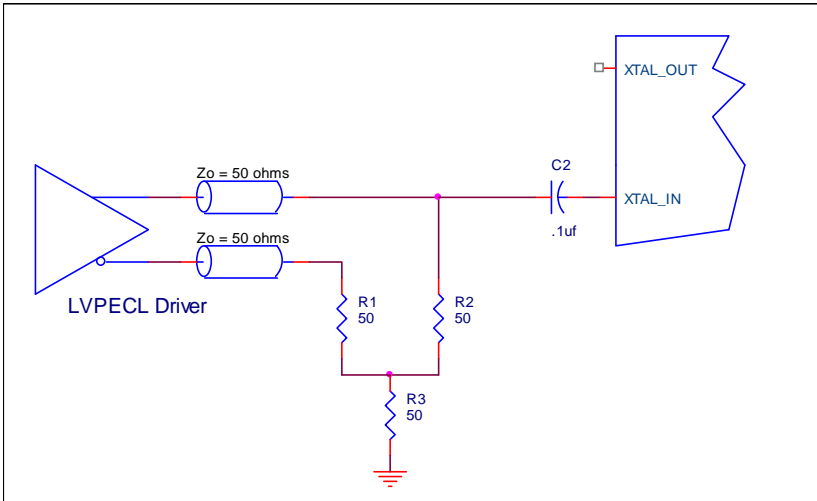 XTAL_OUT
Zo = 50 ohms
C2
XTAL_IN
.1uf
Zo = 50 ohms
LVPECL Driver
R1
50
R2
50
R3
50